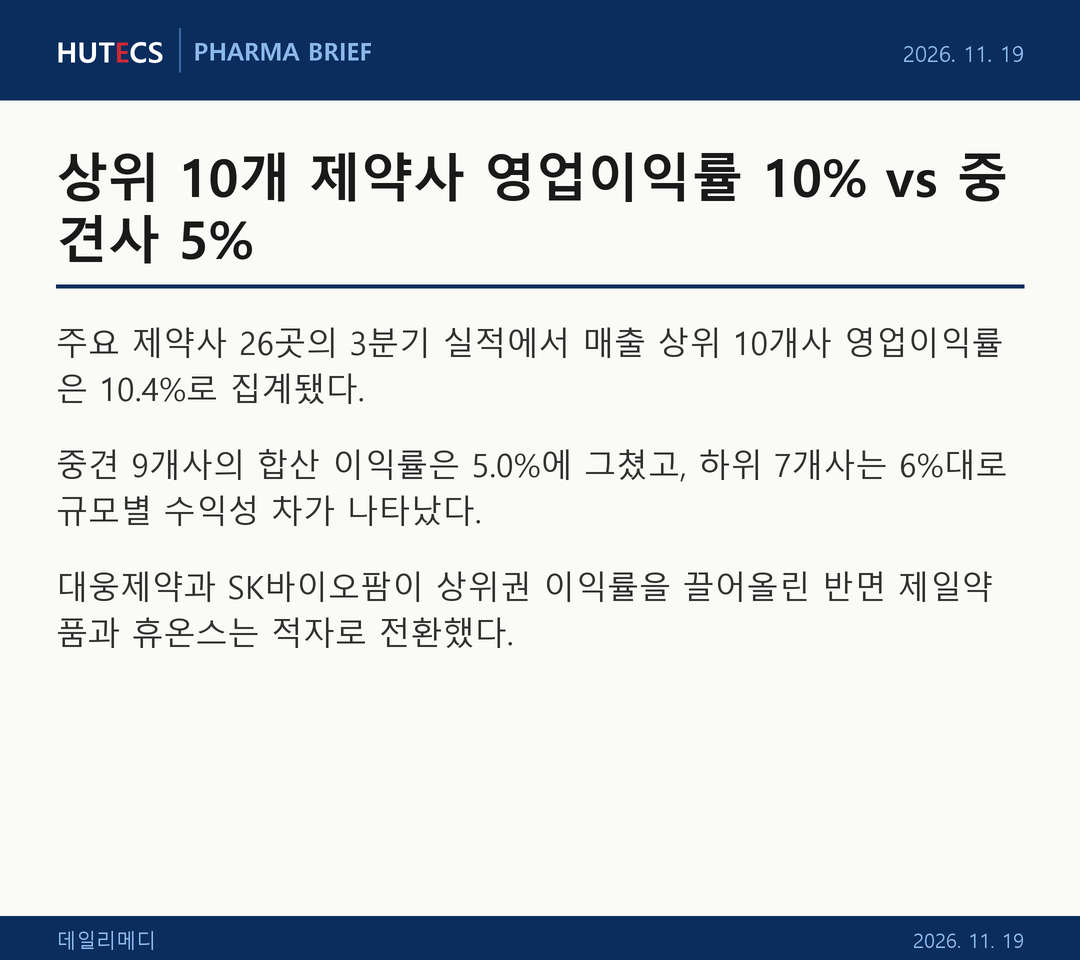 HUTECS PHARMA BRIEF 2026. 11. 19
상위 10개 제약사 영업이익률 10% vs 중
견사 5%
주요 제약사 26곳의 3분기 실적에서 매출 상위 10개사 영업이익률
은 10.4%로 집계됐다.
중견 9개사의 합산 이익률은 5.0%에 그쳤고, 하위 7개사는 6%대로
규모별 수익성 차가 나타났다.
대웅제약과 SK바이오팜이 상위권 이익률을 끌어올린 반면 제일약
품과 휴온스는 적자로 전환했다.
데일리메디 2026. 11. 19